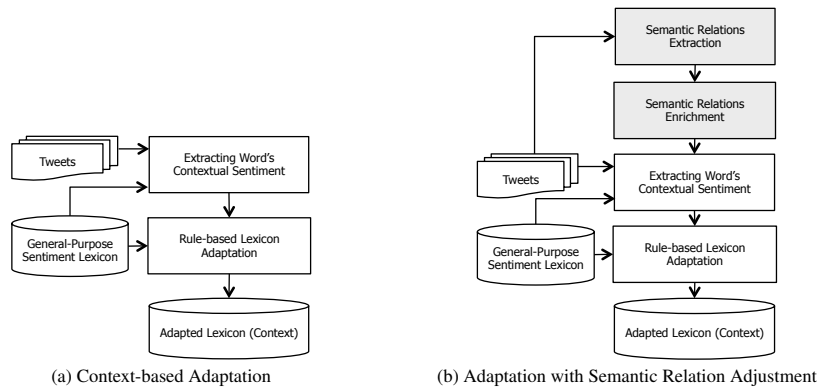 Tweets
Extracting Word's
Contextual Sentiment
General-Purpose
Sentiment Lexicon
Rule-based Lexicon
Adaptation
Adapted Lexicon (Context)
(a) Context-based Adaptation
Semantic Relations
Extraction
Semantic Relations
Enrichment
Tweets
Extracting Word's
Contextual Sentiment
General-Purpose
Sentiment Lexicon
Rule-based Lexicon
Adaptation
Adapted Lexicon (Context)
(b) Adaptation with Semantic Relation Adjustment